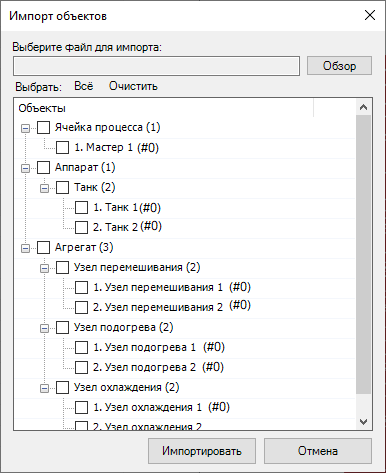 Импорт объектов
Выберите файл для импорта:
Обзор
Выбрать: Всё Очистить
Объекты
Ячейка процесса (1)
1. Мастер 1 (#0)
Аппарат (1)
Танк (2)
1. Танк 1(#0)
2. Танк 2(#0)
Агрегат (3)
Узел перемешивания (2)
1. Узел перемешивания 1 (#0)
2. Узел перемешивания 2 (#0)
Узел подогрева (2)
1. Узел подогрева 1 (#0)
2. Узел подогрева 2 (#0)
Узел охлаждения (2)
1. Узел охлаждения 1 (#0)
2. Узел охлаждения 2
Импортировать Отмена